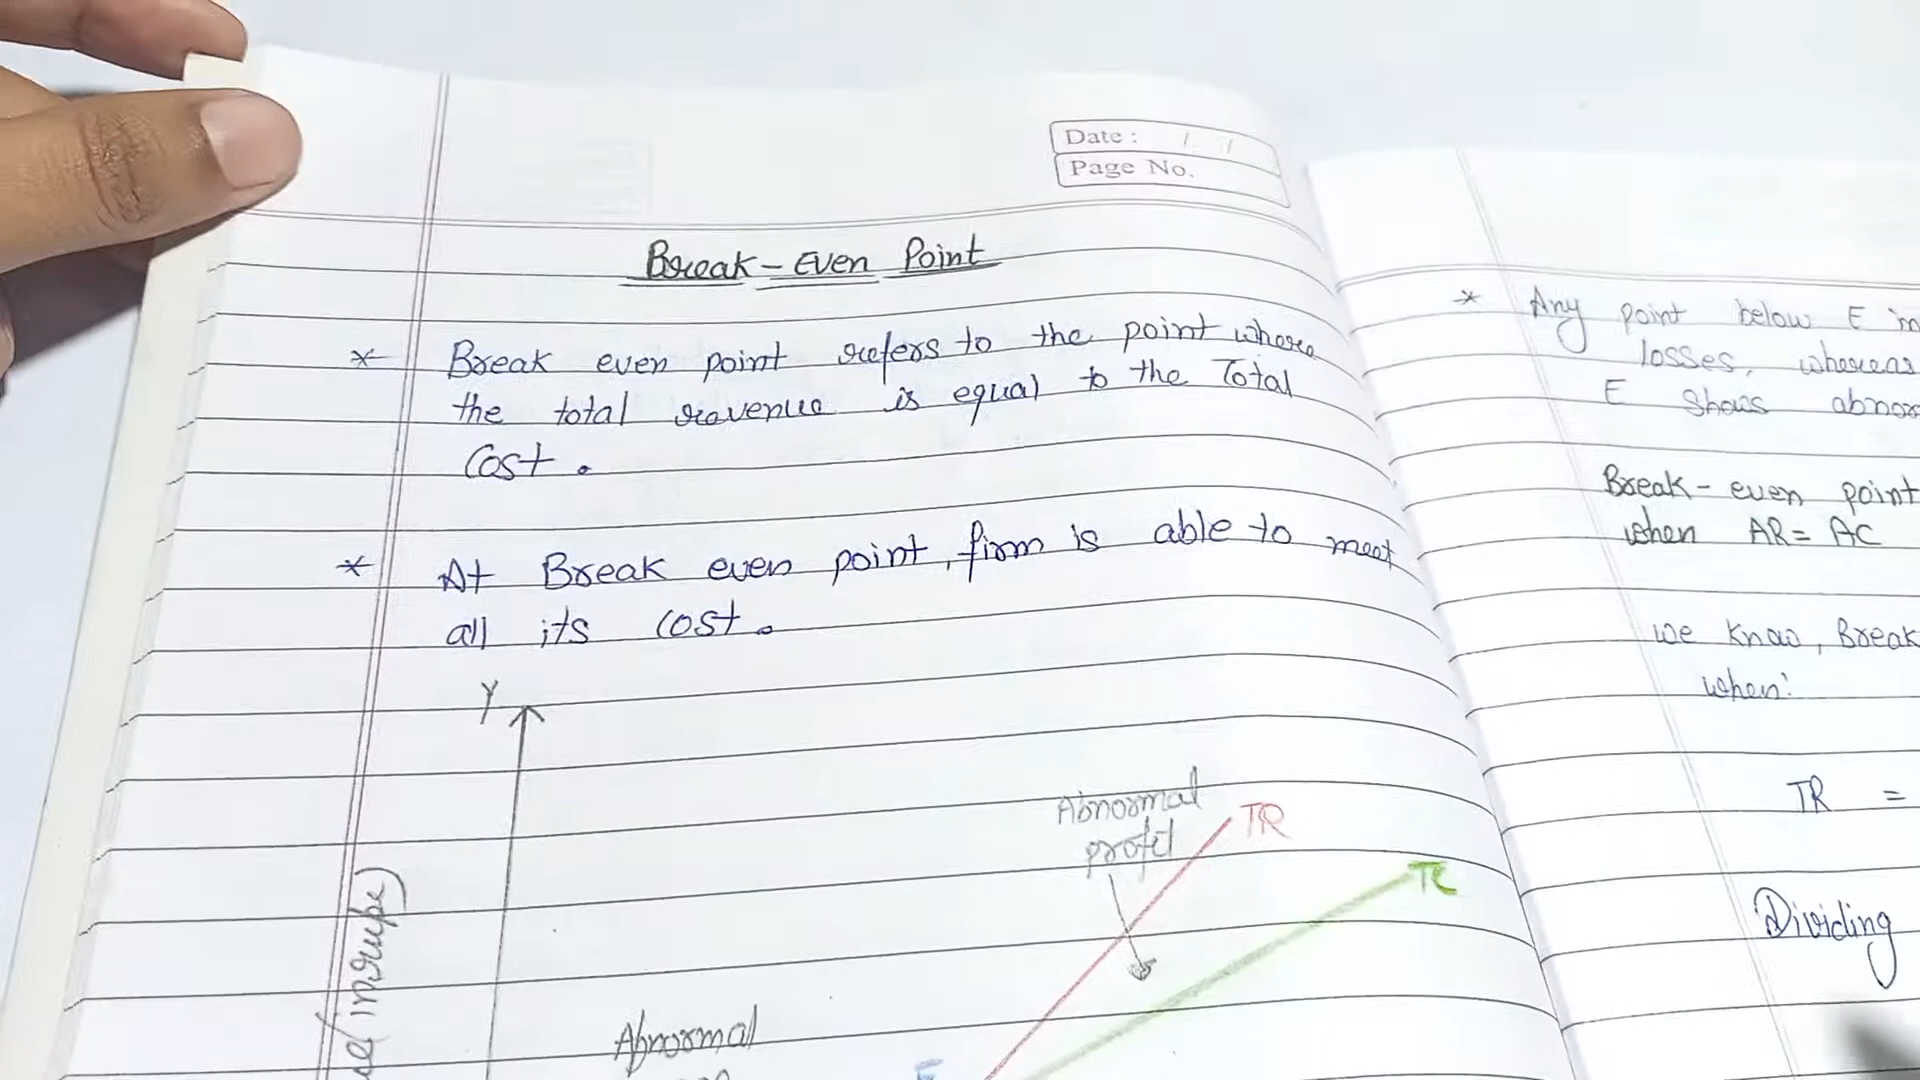 Date :
Page No.
Break - Even Point
* Break even point refers to the point where
the total revenue is equal to the Total
Cost.
* At Break even point, firm is able to meet
all its cost.
Y
Abnormal
profit
TR
TC
(in rupe)
Abnormal
E
* Any point below E
losses, whereas
E shows
Break - even point
when AR = AC
we know, Break
when:
TR =
Dividing